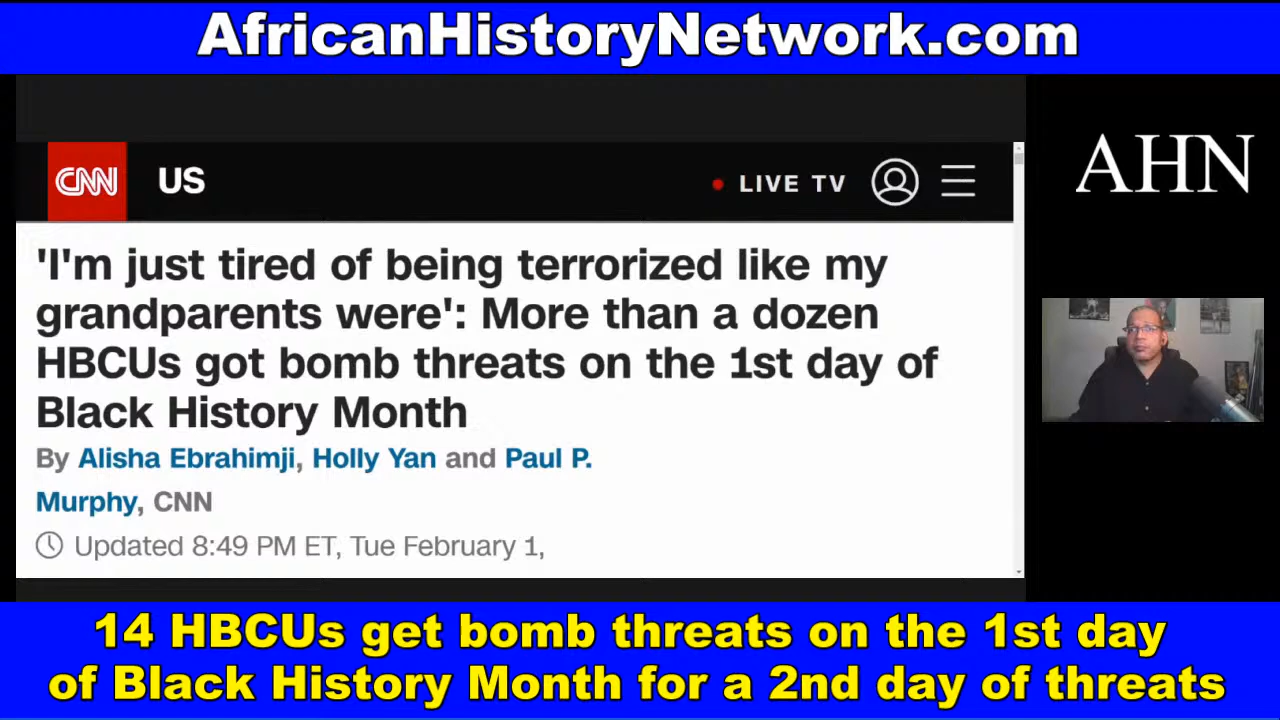 AfricanHistoryNetwork.com
CNN US LIVE TV
AHN
'I'm just tired of being terrorized like my
grandparents were': More than a dozen
HBCUs got bomb threats on the 1st day of
Black History Month
By Alisha Ebrahimji, Holly Yan and Paul P.
Murphy, CNN
Updated 8:49 PM ET, Tue February 1,
14 HBCUs get bomb threats on the 1st day
of Black History Month for a 2nd day of threats